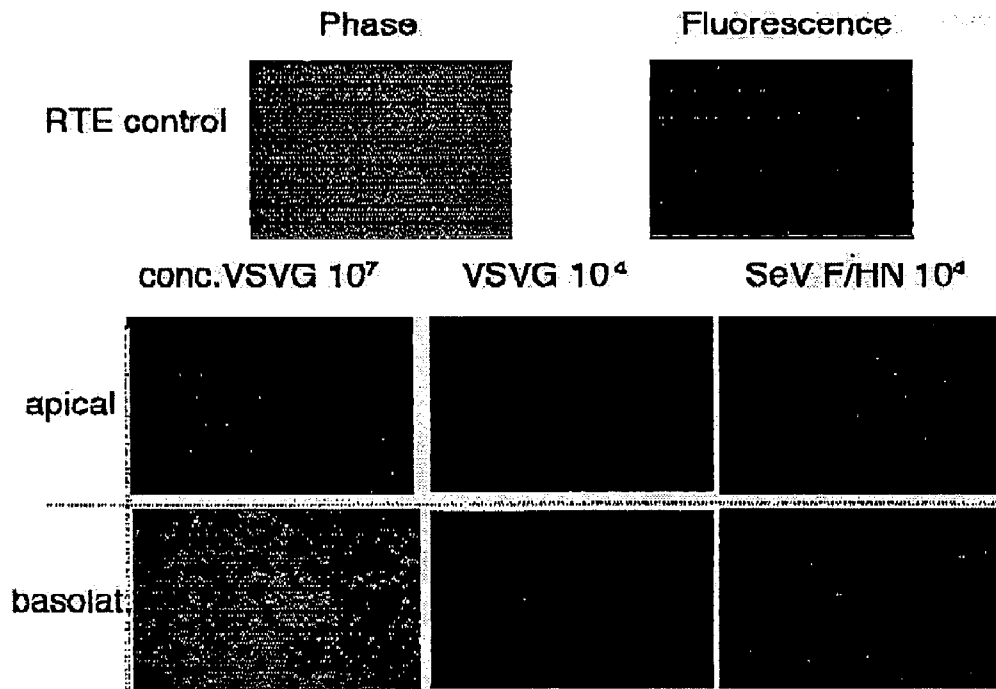 Phase Fluorescence
RTE control
conc.VSVG 10⁷ VSVG 10⁴ SeV F/HN 10⁴
apical
basolat